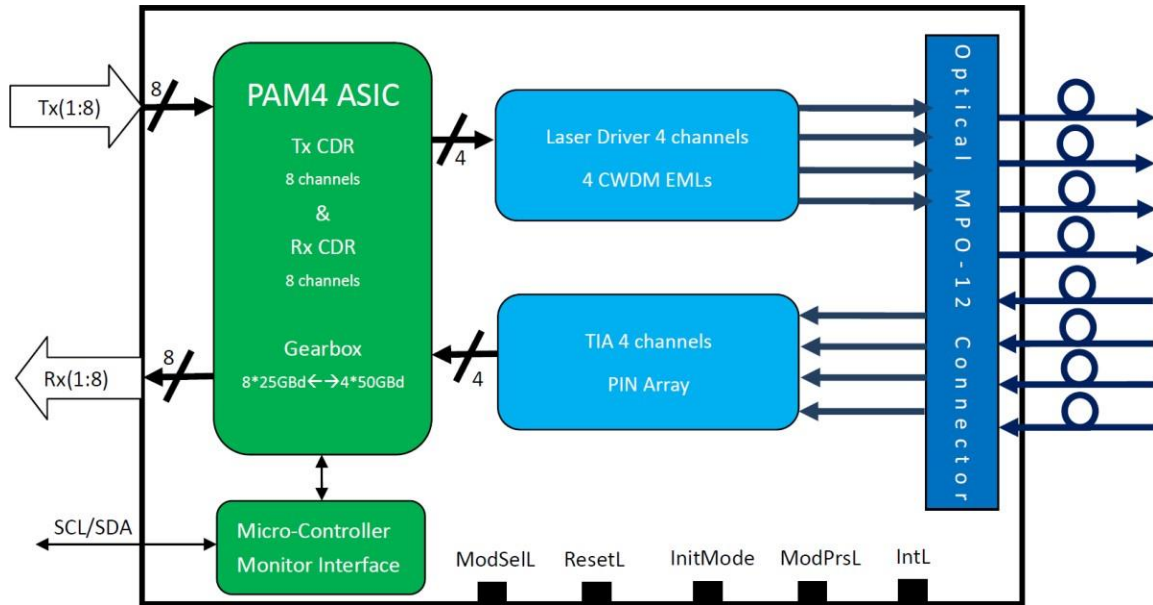 Tx(1:8)
8
PAM4 ASIC
Tx CDR
8 channels
&
Rx CDR
8 channels
Gearbox
8*25GBd←→4*50GBd
4
Laser Driver 4 channels
4 CWDM EMLs
Optical MPO-12 Connector
Rx(1:8)
8
4
TIA 4 channels
PIN Array
SCL/SDA
Micro-Controller
Monitor Interface
ModSelL
ResetL
InitMode
ModPrsL
IntL